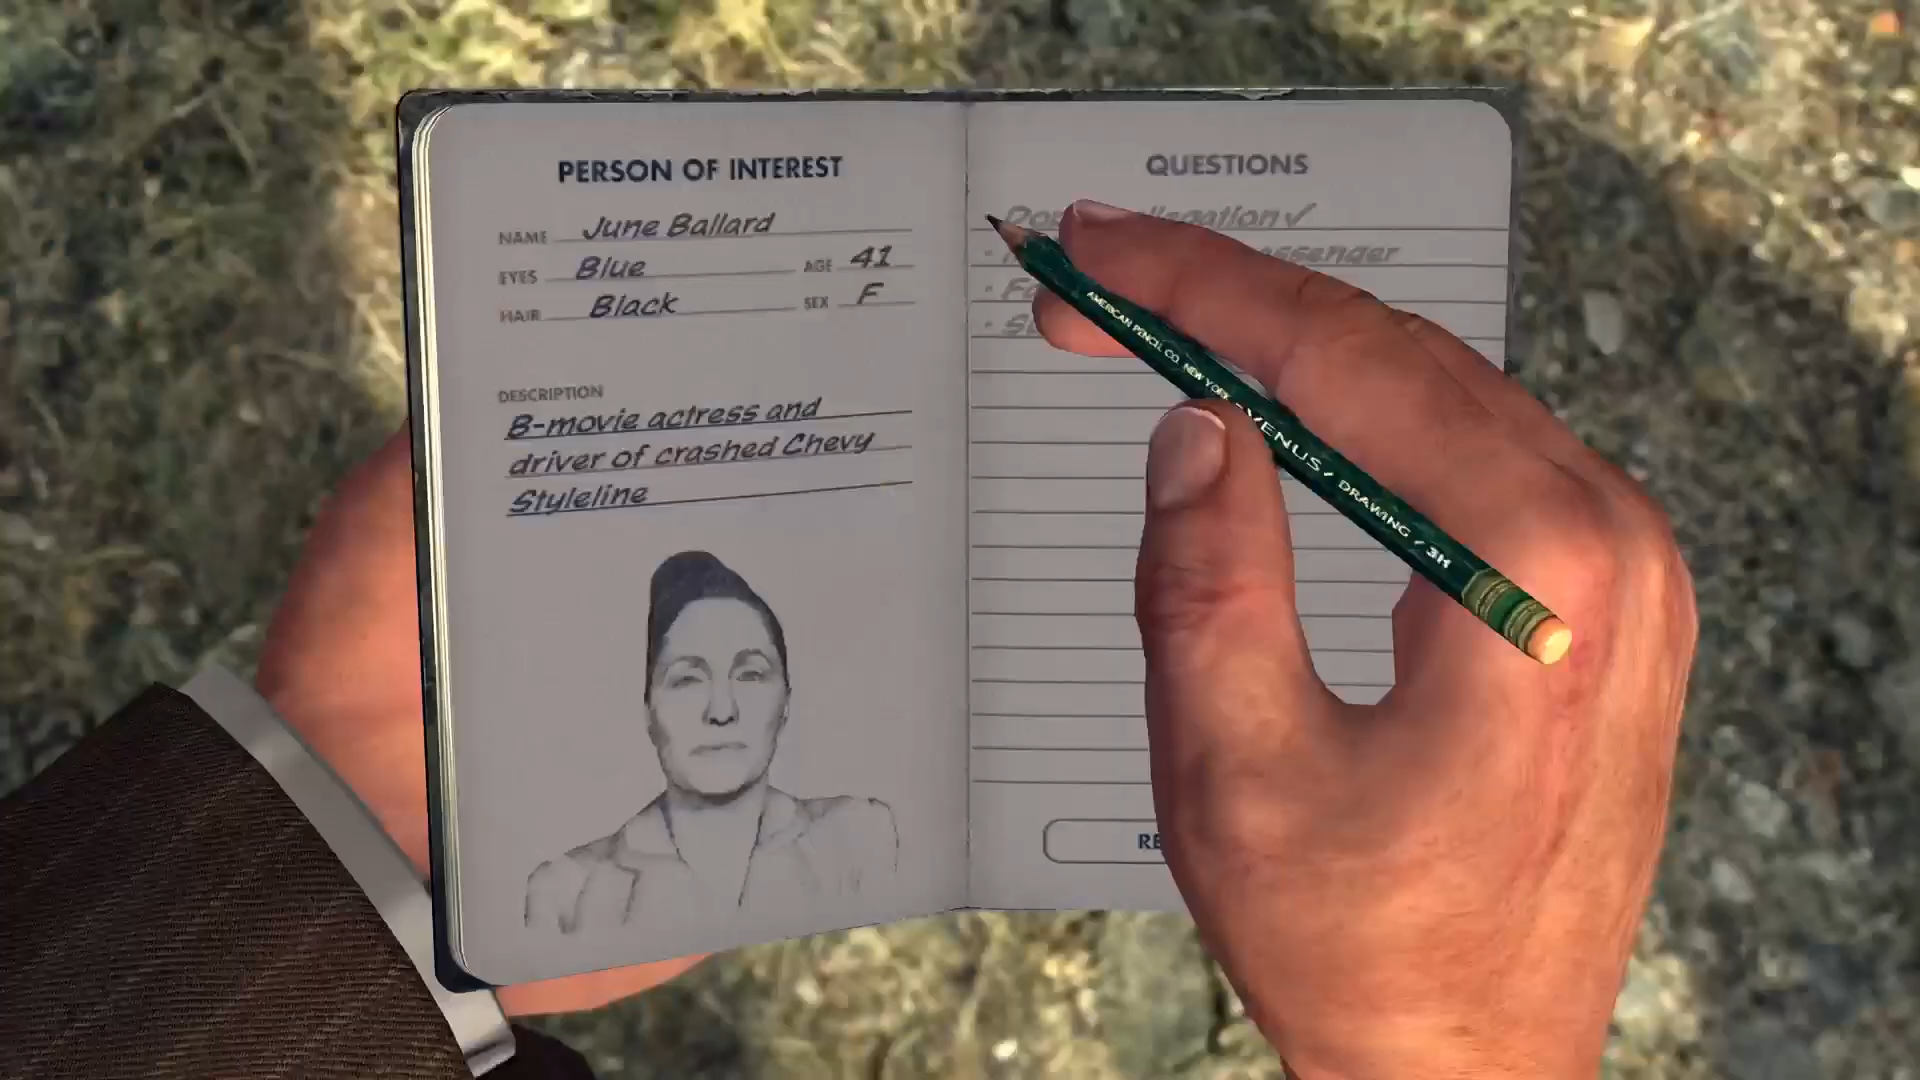 PERSON OF INTEREST
NAME June Ballard
EYES Blue AGE 41
HAIR Black SEX F
DESCRIPTION
B-movie actress and
driver of crashed Chevy
Styleline
QUESTIONS
AMERICAN PENCIL CO. NEW YORK VENUS / DRAWING / 3H